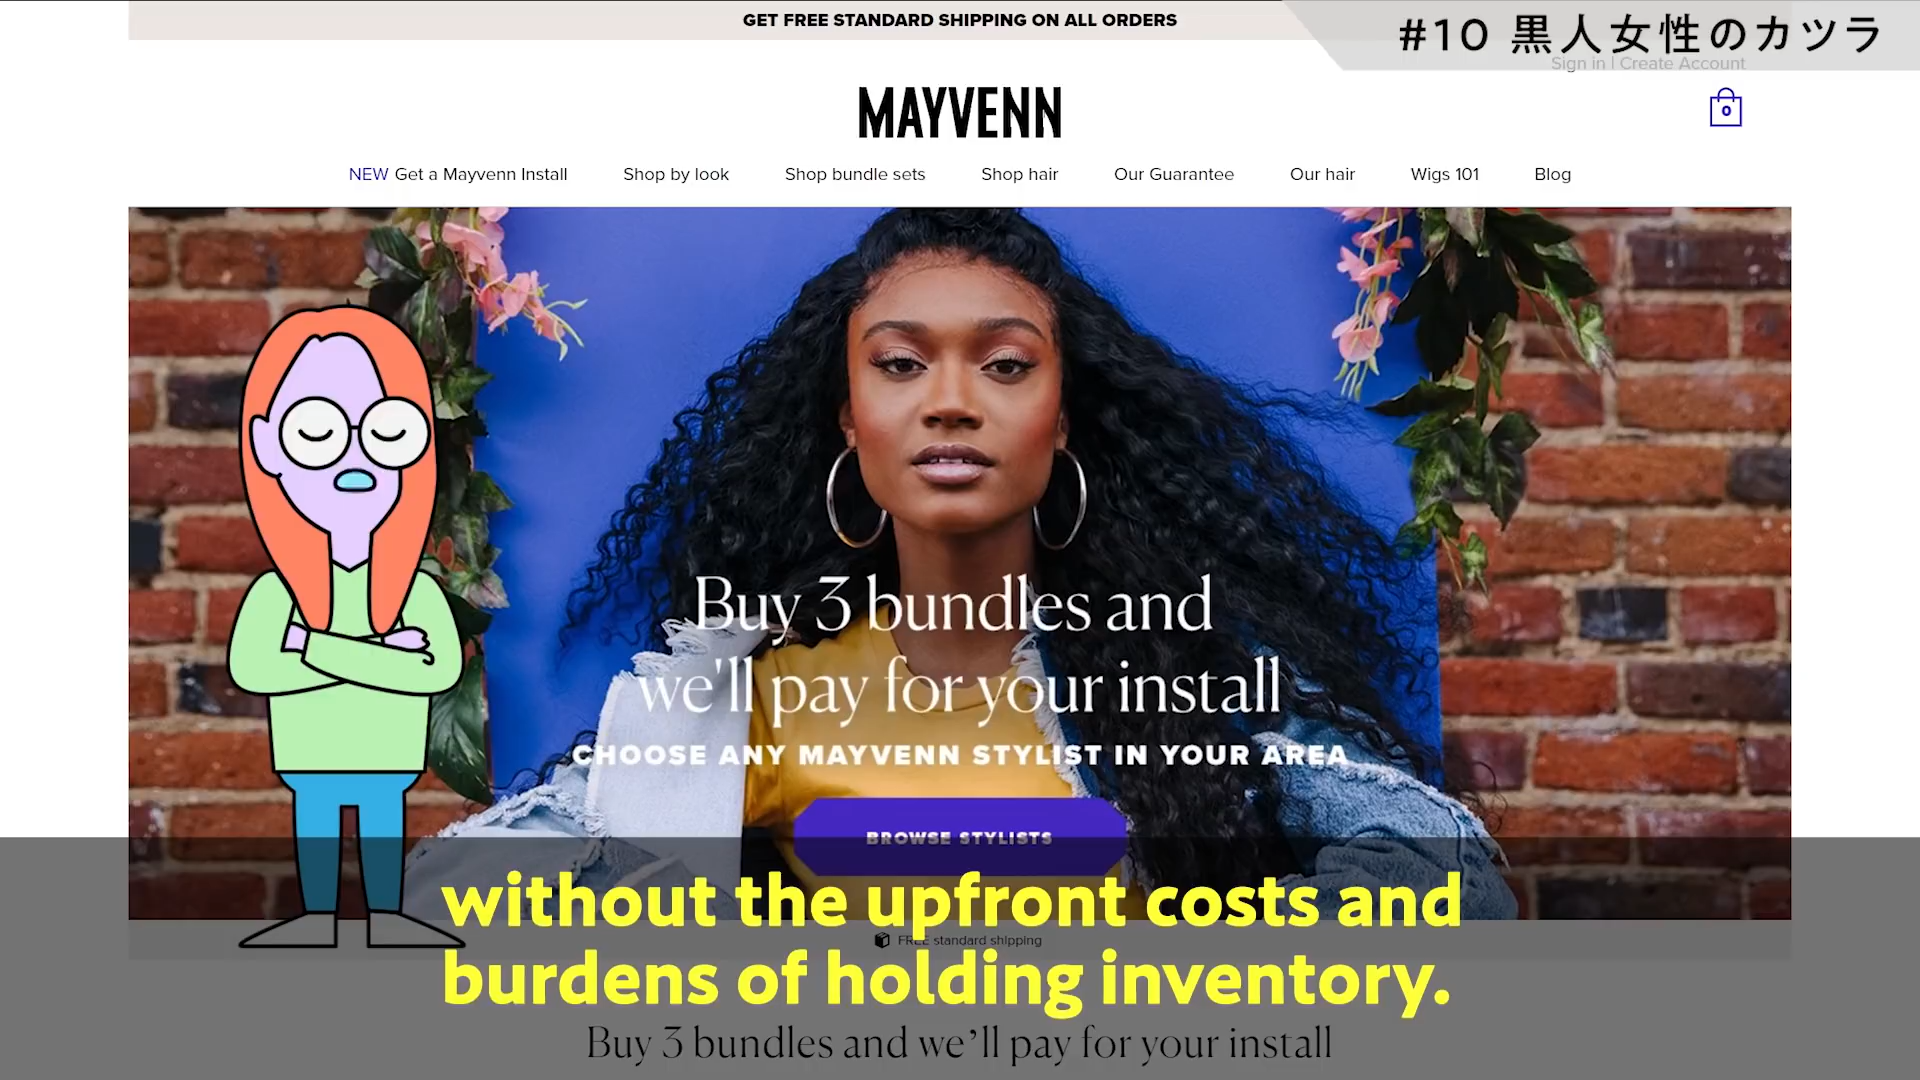 GET FREE STANDARD SHIPPING ON ALL ORDERS
#10 黒人女性のカツラ
Sign in | Create Account
MAYVENN
0
NEW Get a Mayvenn Install Shop by look Shop bundle sets Shop hair Our Guarantee Our hair Wigs 101 Blog
Buy 3 bundles and
we'll pay for your install
CHOOSE ANY MAYVENN STYLIST IN YOUR AREA
BROWSE STYLISTS
without the upfront costs and
FREE standard shipping
burdens of holding inventory.
Buy 3 bundles and we’ll pay for your install